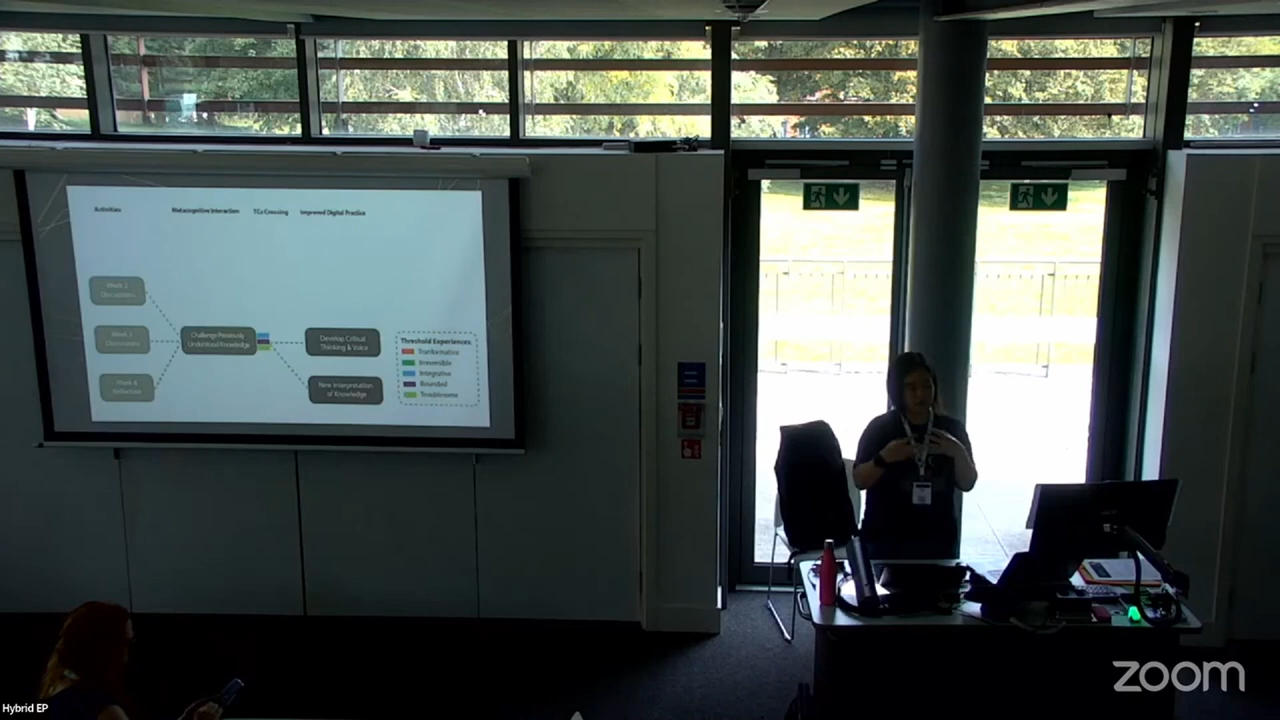 Activities
Metacognitive Interaction
TCs Crossing
Improved Digital Practice
Week 2
Discussions
Week 3
Discussions
Week 4
Reflection
Challenge Previously
Understood Knowledge
Develop Critical
Thinking & Voice
New Interpretation
of Knowledge
Threshold Experiences:
Transformative
Irreversible
Integrative
Bounded
Troublesome
zoom
Hybrid EP